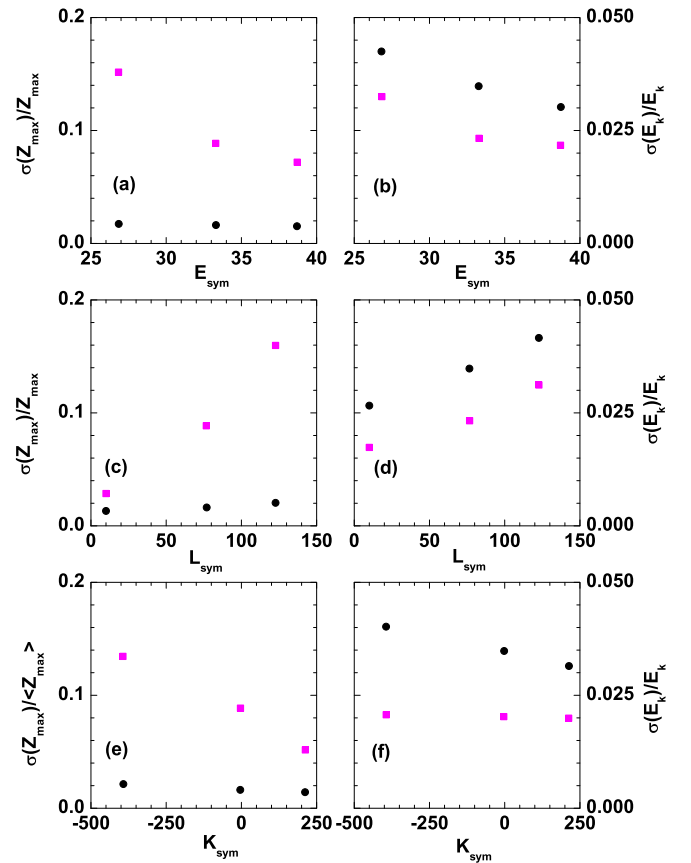 0.2
0.1
0.0
σ(Z_max)/Z_max
(a)
25 30 35 40
E_sym
0.050
0.025
0.000
σ(E_k)/E_k
(b)
25 30 35 40
E_sym
0.2
0.1
0.0
σ(Z_max)/Z_max
(c)
0 50 100 150
L_sym
0.050
0.025
0.000
σ(E_k)/E_k
(d)
0 50 100 150
L_sym
0.2
0.1
0.0
σ(Z_max)/<Z_max>
(e)
-500 -250 0 250
K_sym
0.050
0.025
0.000
σ(E_k)/E_k
(f)
-500 -250 0 250
K_sym